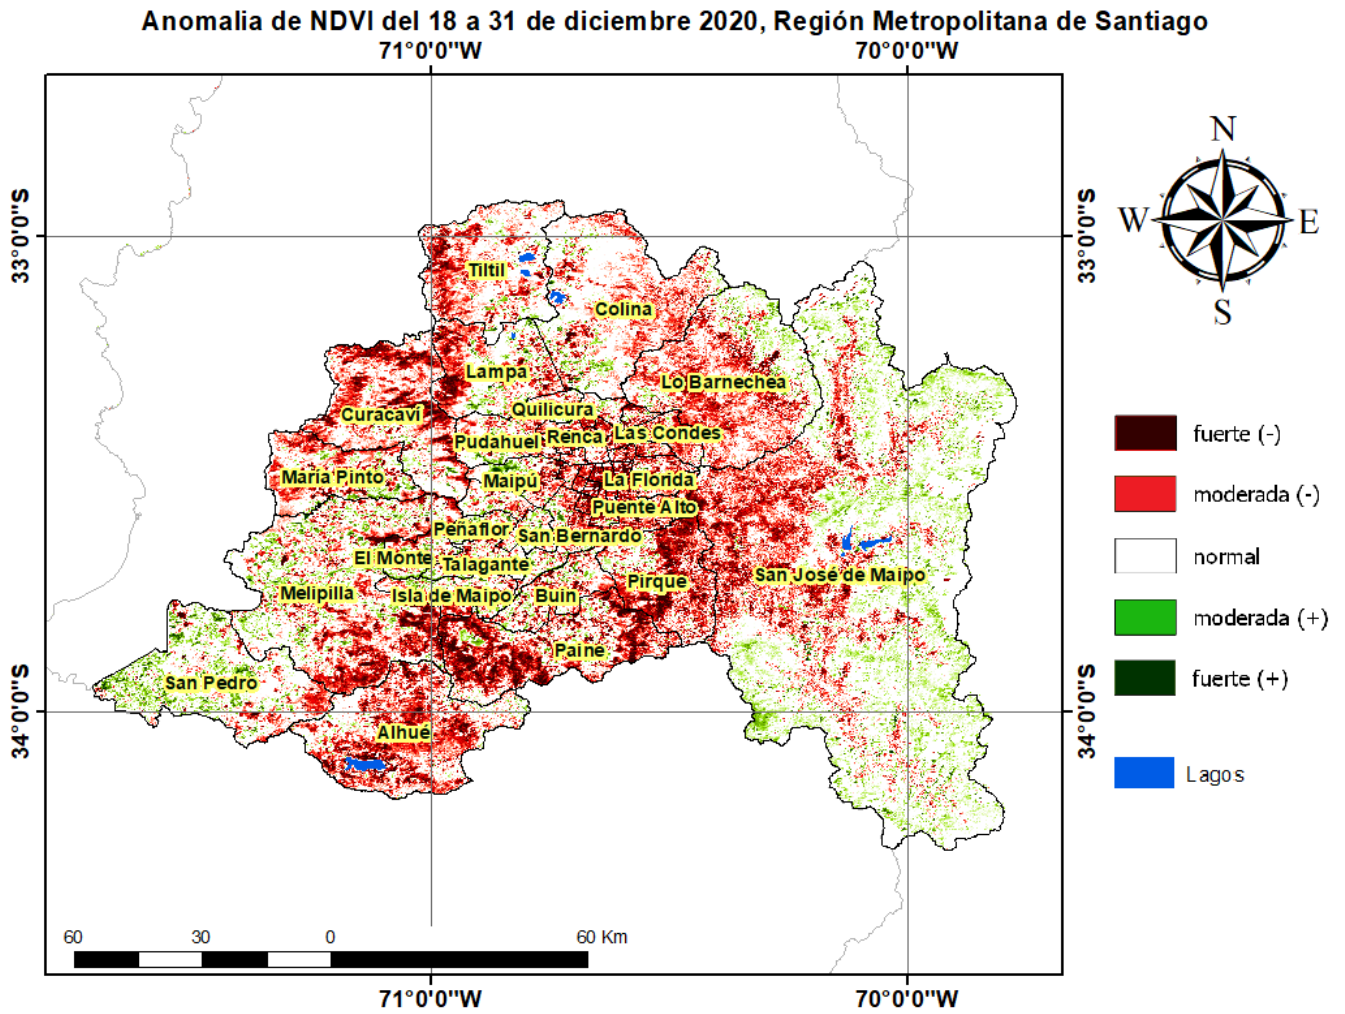 Anomalia de NDVI del 18 a 31 de diciembre 2020, Región Metropolitana de Santiago
71°0'0"W 70°0'0"W
N
W E
S
33°0'0"S 33°0'0"S
Tiltil
Colina
Lampa
Lo Barnechea
Quilicura
Curacaví
Pudahuel Renca Las Condes
Maria Pinto Maipú La Florida
Puente Alto
Peñaflor San Bernardo
El Monte Talagante
San José de Maipo
Pirque
Melipilla Isla de Maipo Buin
Paine
San Pedro
Alhué
34°0'0"S 34°0'0"S
fuerte (-)
moderada (-)
normal
moderada (+)
fuerte (+)
Lagos
60 30 0 60 Km
71°0'0"W 70°0'0"W